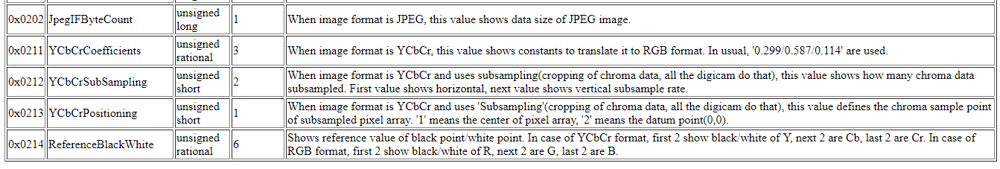 0x0202 JpegIFByteCount unsigned long 1 When image format is JPEG, this value shows data size of JPEG image.
0x0211 YCbCrCoefficients unsigned rational 3 When image format is YCbCr, this value shows constants to translate it to RGB format. In usual, '0.299/0.587/0.114' are used.
0x0212 YCbCrSubSampling unsigned short 2 When image format is YCbCr and uses subsampling(cropping of chroma data, all the digicam do that), this value shows how many chroma data
subsampled. First value shows horizontal, next value shows vertical subsample rate.
0x0213 YCbCrPositioning unsigned short 1 When image format is YCbCr and uses 'Subsampling'(cropping of chroma data, all the digicam do that), this value defines the chroma sample point
of subsampled pixel array. '1' means the center of pixel array, '2' means the datum point(0,0).
0x0214 ReferenceBlackWhite unsigned rational 6 Shows reference value of black point/white point. In case of YCbCr format, first 2 show black/white of Y, next 2 are Cb, last 2 are Cr. In case of
RGB format, first 2 show black/white of R, next 2 are G, last 2 are B.